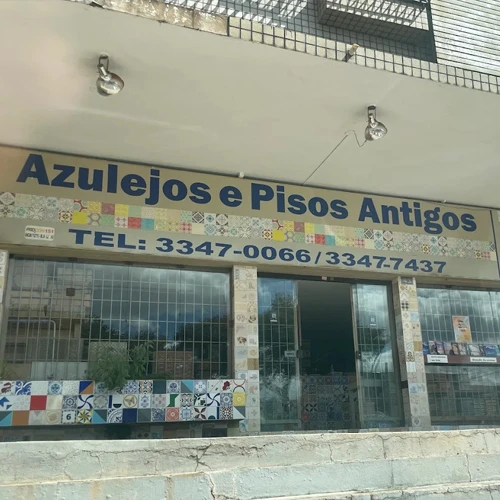 Azulejos e Pisos Antigos
TEL: 3347-0066 / 3347-7437